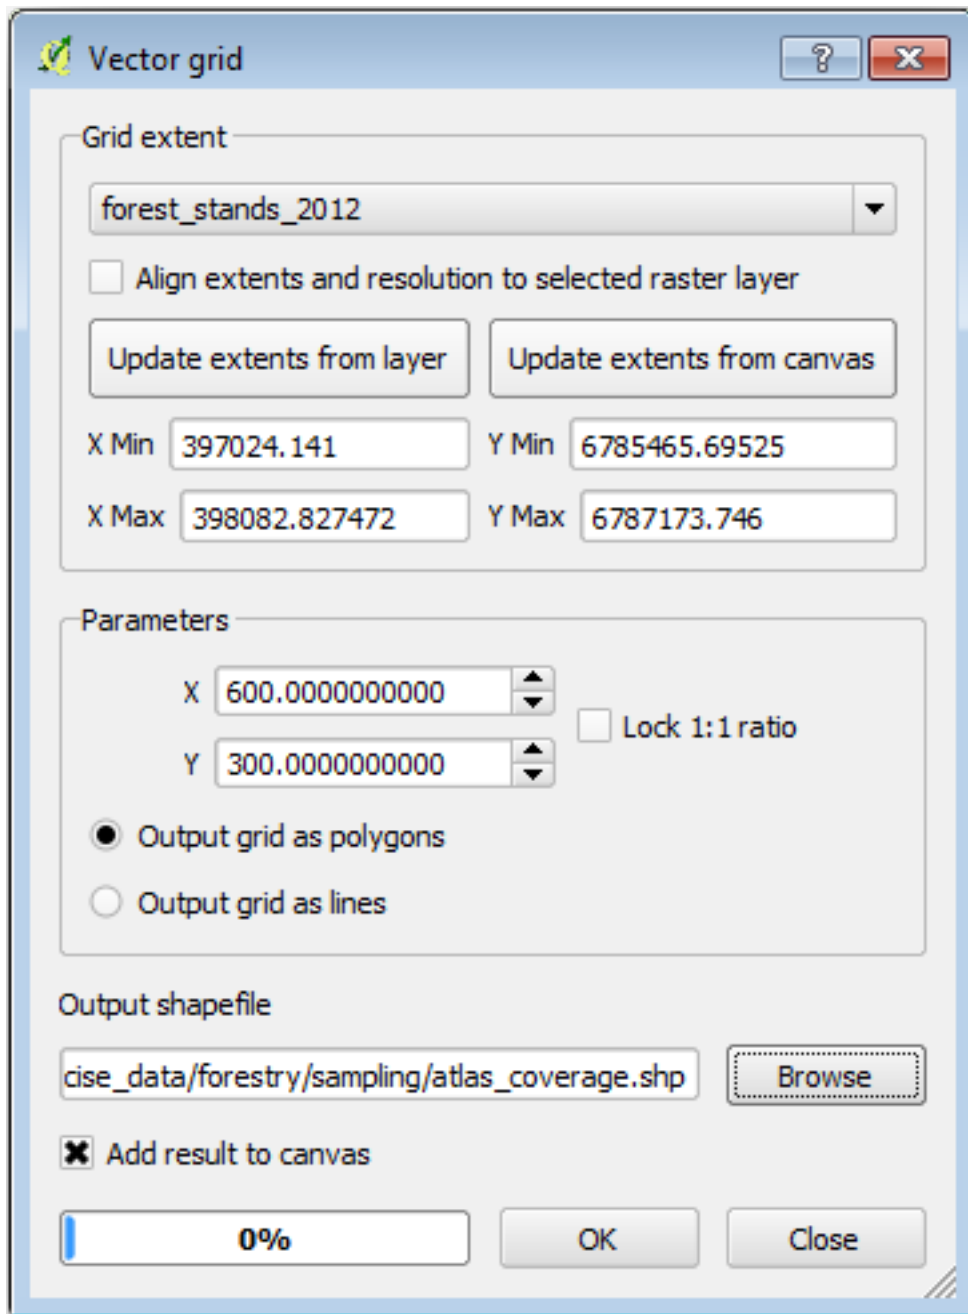 Vector grid
Grid extent
forest_stands_2012
Align extents and resolution to selected raster layer
Update extents from layer Update extents from canvas
X Min 397024.141 Y Min 6785465.69525
X Max 398082.827472 Y Max 6787173.746
Parameters
X 600.0000000000
Lock 1:1 ratio
Y 300.0000000000
Output grid as polygons
Output grid as lines
Output shapefile
cise_data/forestry/sampling/atlas_coverage.shp Browse
Add result to canvas
0% OK Close